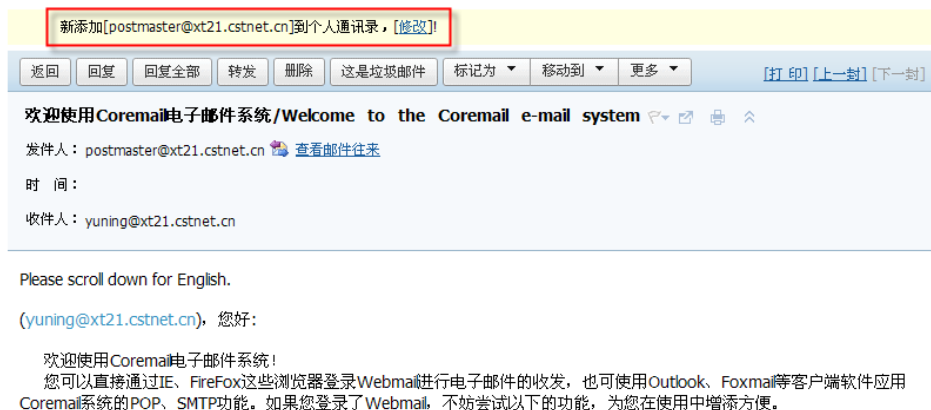 新添加[postmaster@xt21.cstnet.cn]到个人通讯录，[修改]!
返回 回复 回复全部 转发 删除 这是垃圾邮件 标记为 移动到 更多 [打 印] [上一封] [下一封]
欢迎使用Coremail电子邮件系统/Welcome to the Coremail e-mail system
发件人：postmaster@xt21.cstnet.cn 查看邮件往来
时 间：
收件人：yuning@xt21.cstnet.cn
Please scroll down for English.
(yuning@xt21.cstnet.cn)，您好：
欢迎使用Coremail电子邮件系统！
您可以直接通过IE、FireFox这些浏览器登录Webmail进行电子邮件的收发，也可使用Outlook、Foxmail等客户端软件应用
Coremail系统的POP、SMTP功能。如果您登录了Webmail，不妨尝试以下的功能，为您在使用中增添方便。